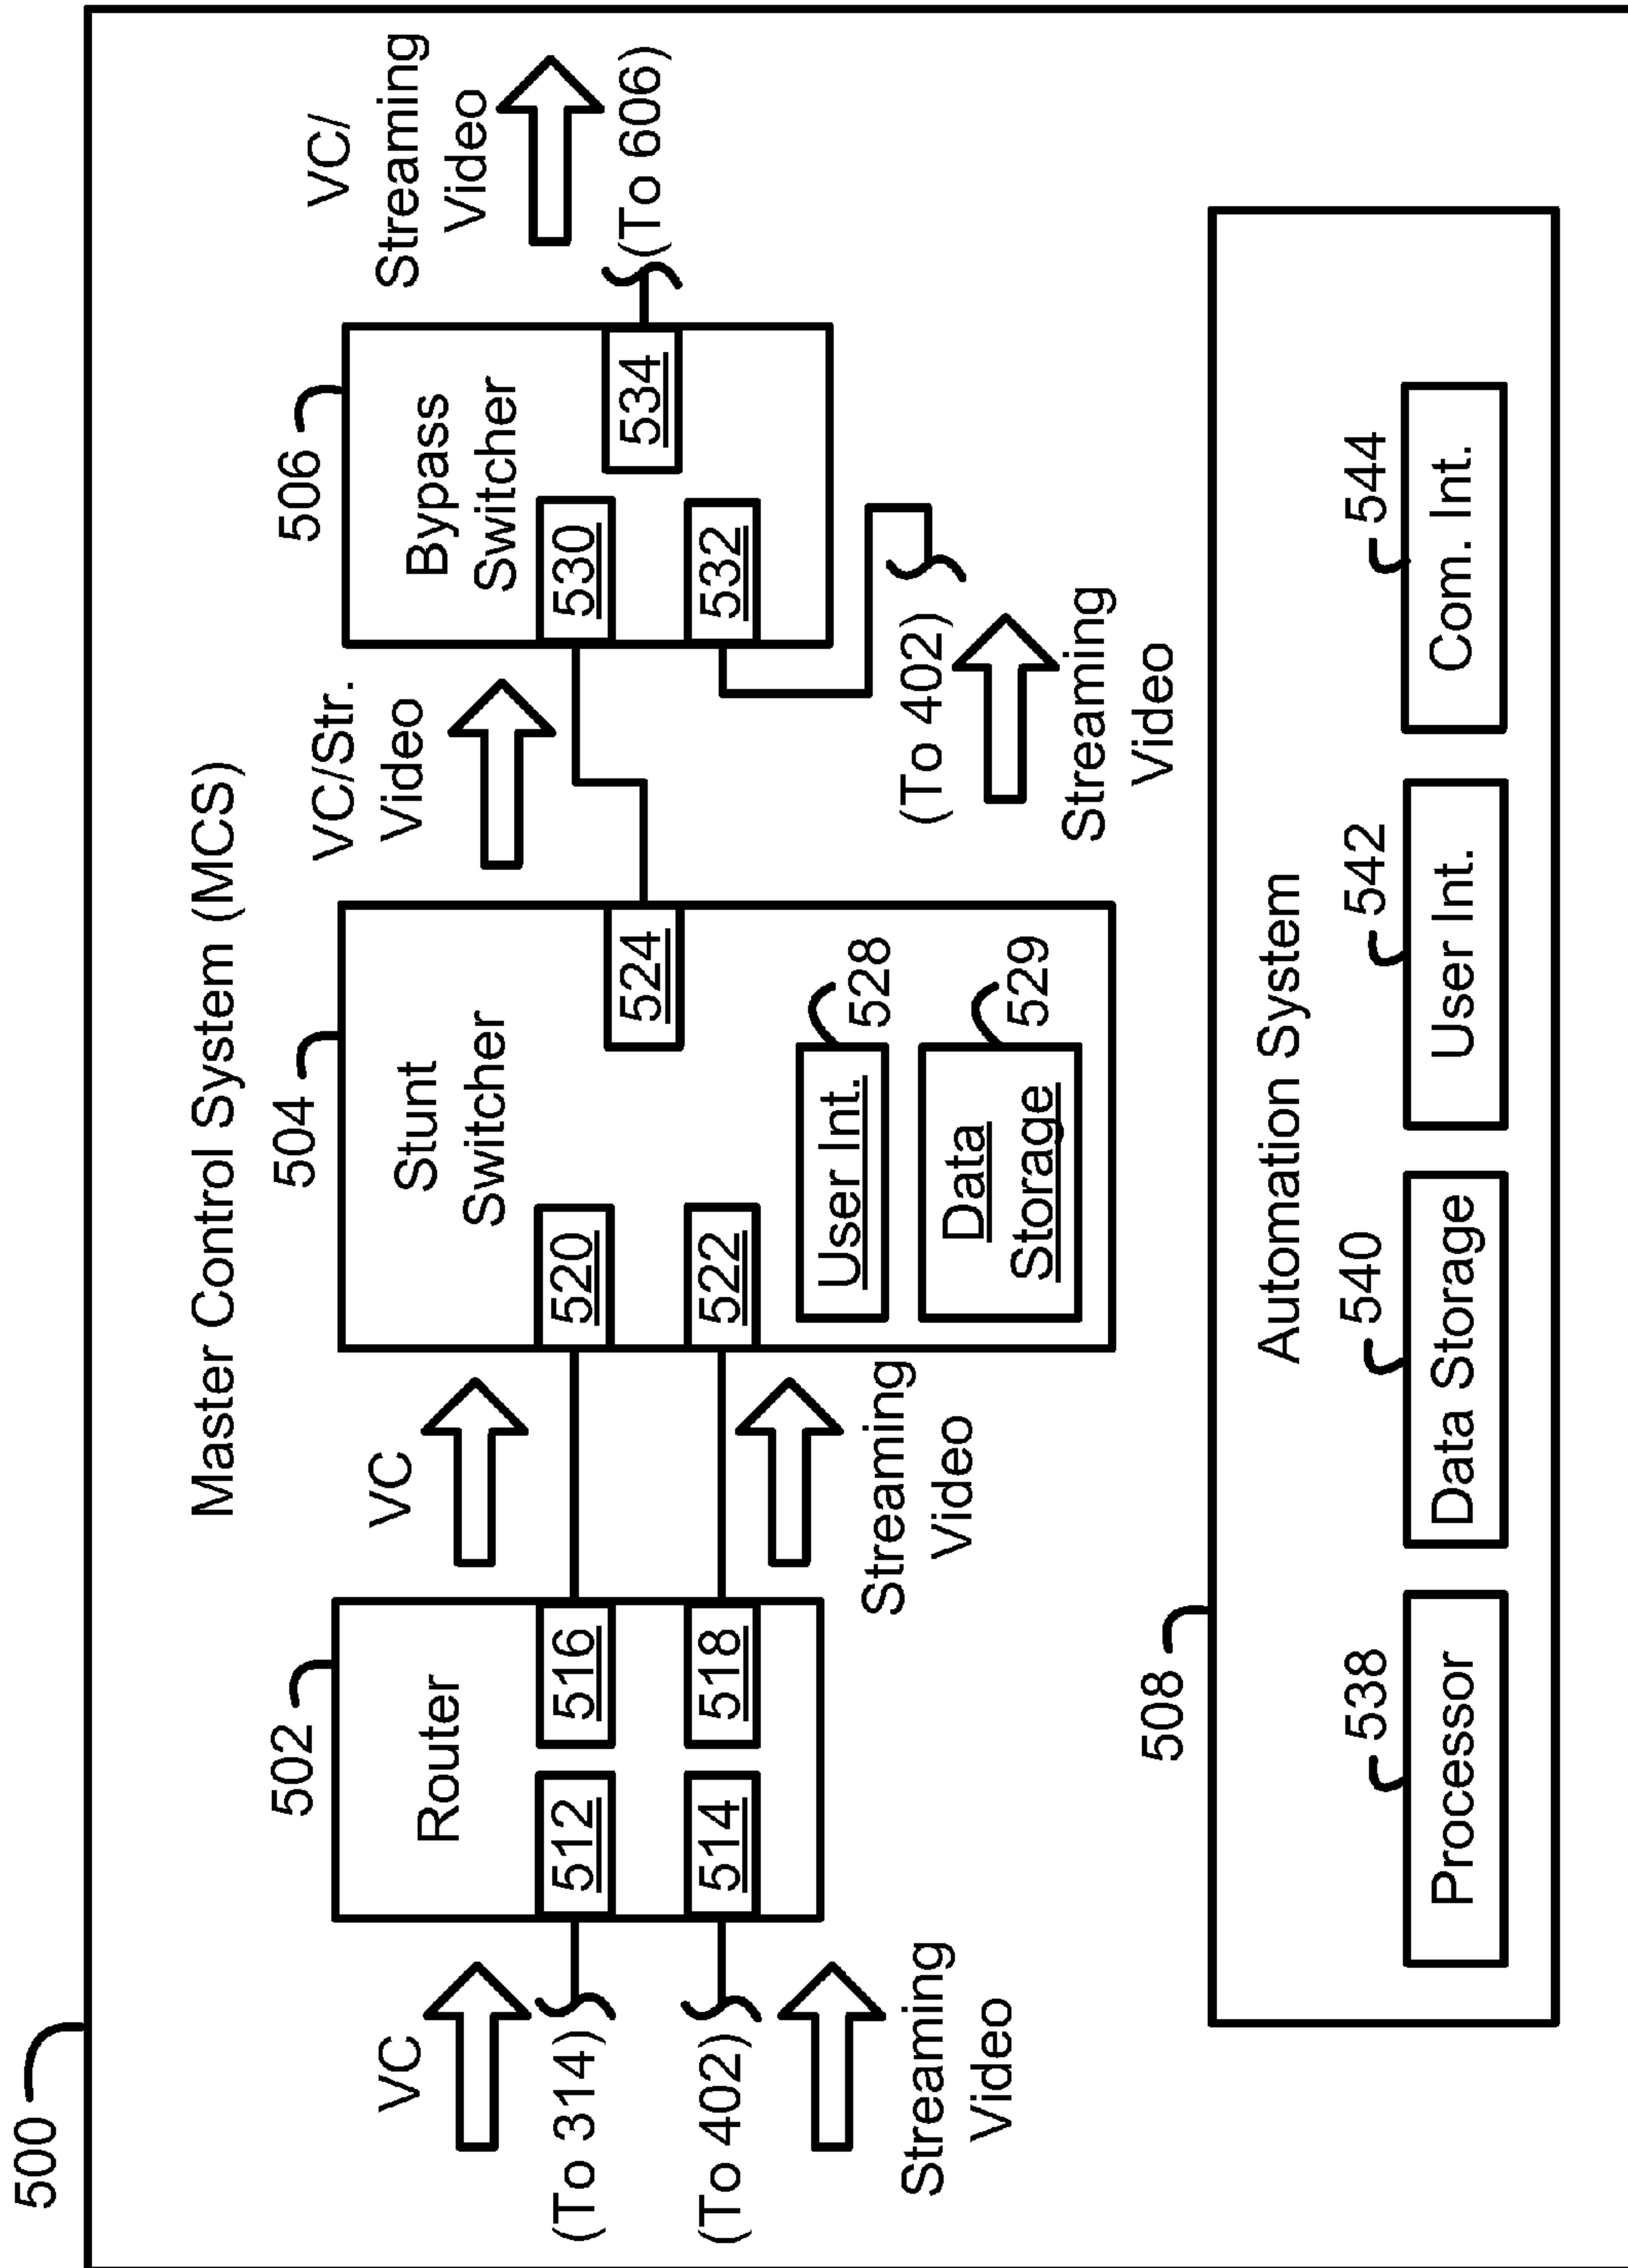 500
Master Control System (MCS)
VC
(To 314)
(To 402)
Streaming
Video
502
Router
512
514
516
518
VC
Streaming
Video
504
Stunt
Switcher
520
522
524
User Int.
528
Data
Storage
529
VC/Str.
Video
506
Bypass
Switcher
530
532
534
(To 402)
Streaming
Video
VC/
Streaming
Video
(To 606)
508
Automation System
538
Processor
540
Data Storage
542
User Int.
544
Com. Int.